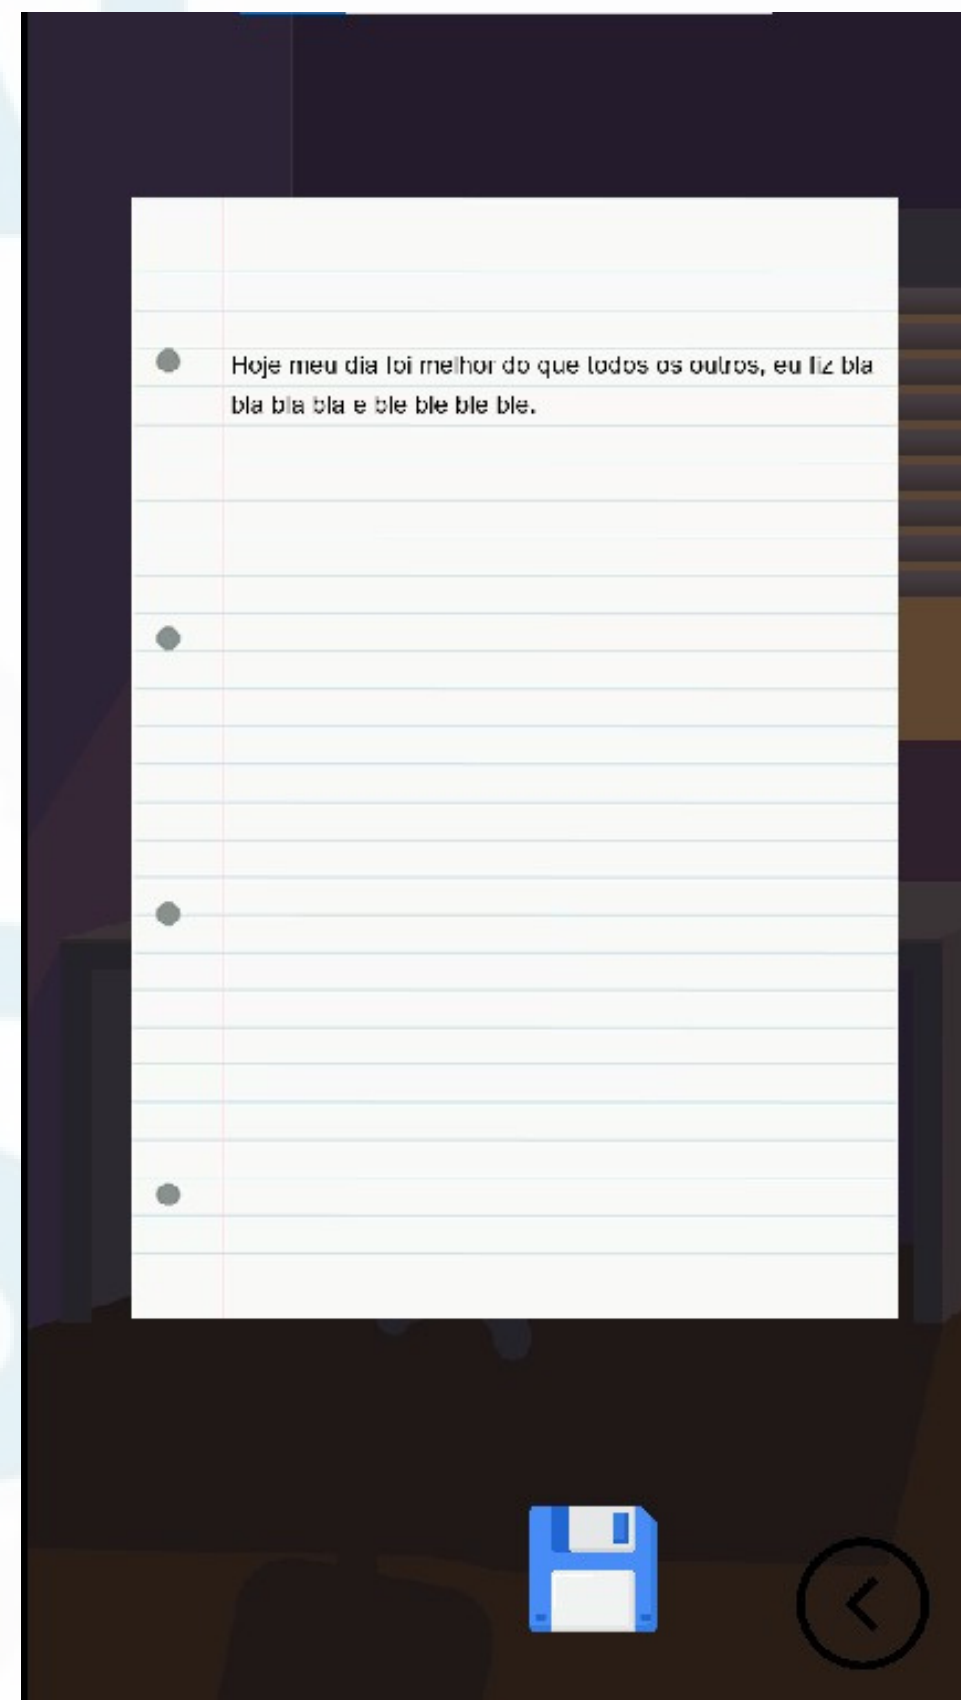 Hoje meu dia foi melhor do que todos os outros, eu fiz bla
bla bla bla e ble ble ble ble.